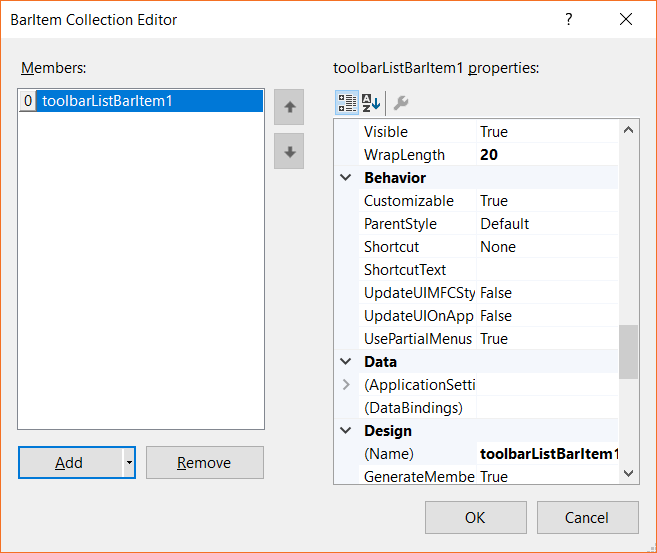 BarItem Collection Editor ?
Members:
0 toolbarListBarItem1
Add
Remove
toolbarListBarItem1 properties:
A
Z
Visible True
WrapLength 20
Behavior
Customizable True
ParentStyle Default
Shortcut None
ShortcutText
UpdateUIMFCSty False
UpdateUIOnApp False
UsePartialMenus True
Data
(ApplicationSetti
(DataBindings)
Design
(Name) toolbarListBarItem1
GenerateMembe True
OK
Cancel